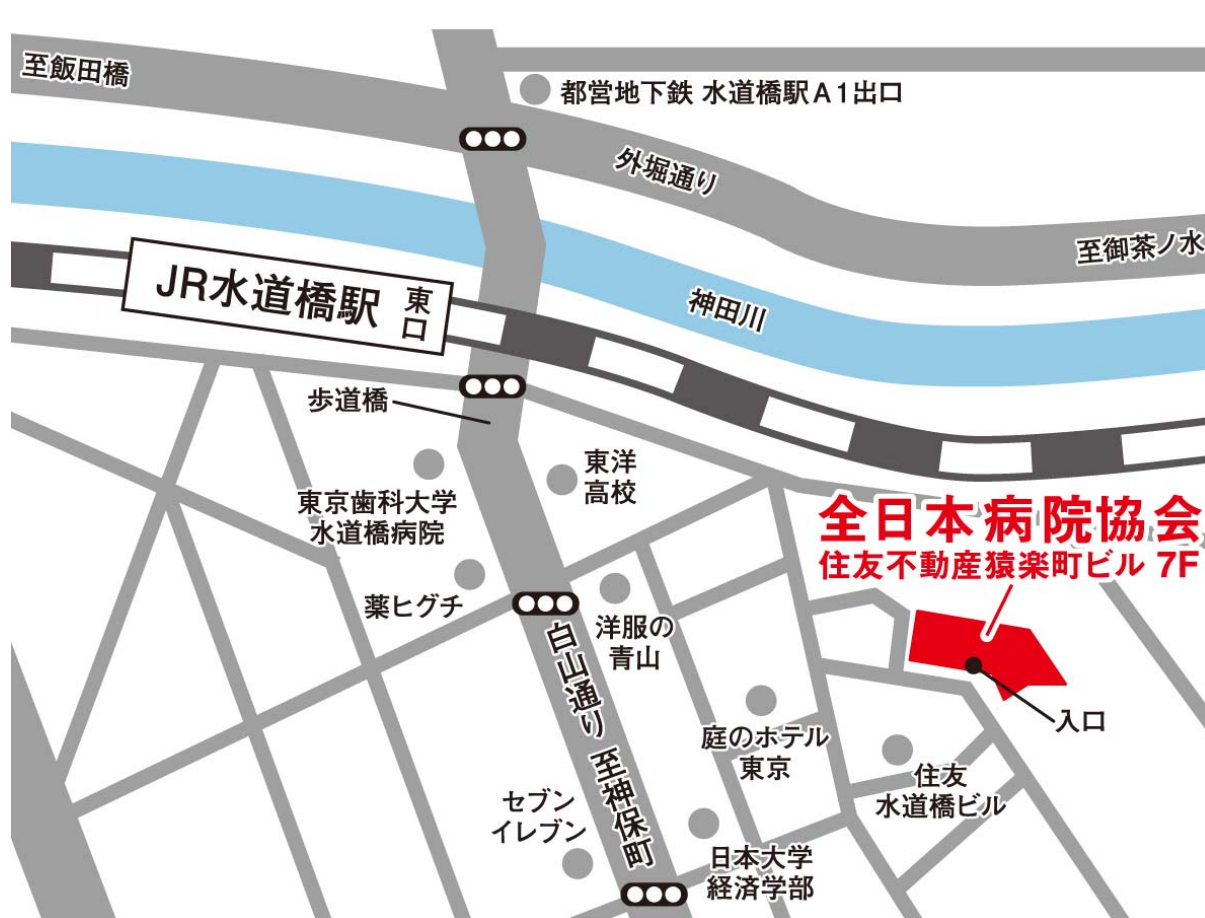 至飯田橋
都営地下鉄 水道橋駅A1出口
外堀通り
至御茶ノ水
JR水道橋駅
東口
神田川
歩道橋
東洋
高校
東京歯科大学
水道橋病院
全日本病院協会
住友不動産猿楽町ビル 7F
薬ヒグチ
洋服の
青山
白山通り 至神保町
入口
庭のホテル
東京
住友
水道橋ビル
セブン
イレブン
日本大学
経済学部